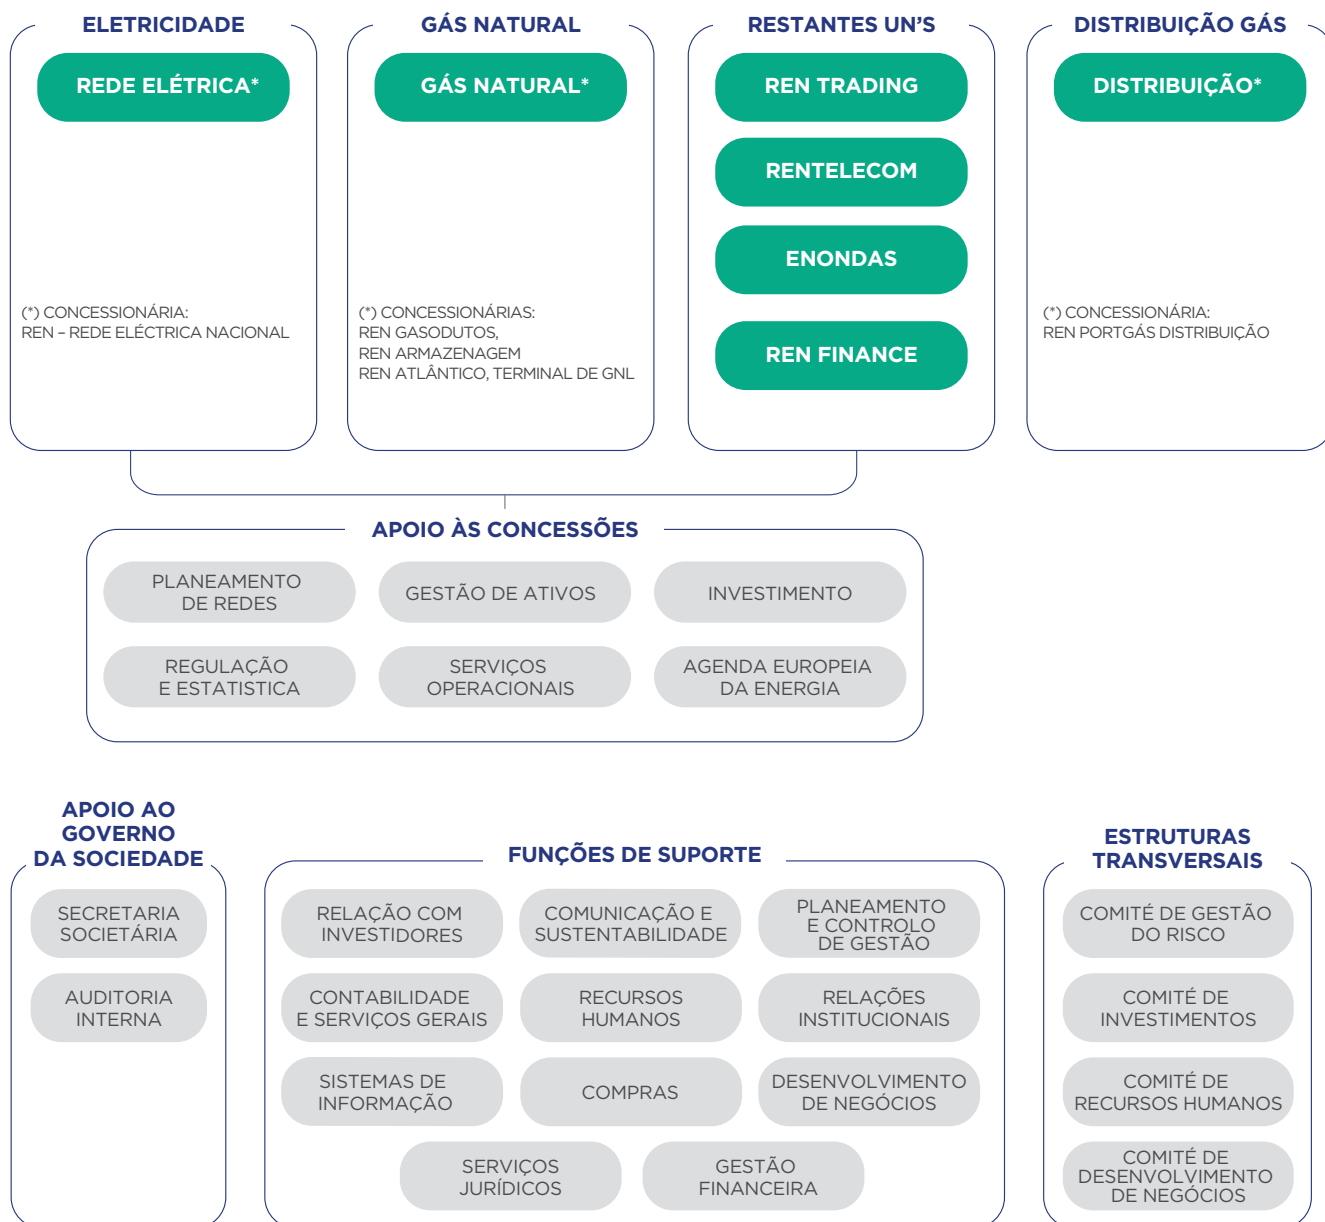 ELETRICIDADE
REDE ELÉTRICA*
(*) CONCESSIONÁRIA:
REN – REDE ELÉCTRICA NACIONAL
GÁS NATURAL
GÁS NATURAL*
(*) CONCESSIONÁRIAS:
REN GASODUTOS,
REN ARMAZENAGEM
REN ATLÂNTICO, TERMINAL DE GNL
RESTANTES UN'S
REN TRADING
RENTELECOM
ENONDAS
REN FINANCE
DISTRIBUIÇÃO GÁS
DISTRIBUIÇÃO*
(*) CONCESSIONÁRIA:
REN PORTGÁS DISTRIBUIÇÃO
APOIO ÀS CONCESSÕES
PLANEAMENTO
DE REDES
GESTÃO DE ATIVOS
INVESTIMENTO
REGULAÇÃO
E ESTATISTICA
SERVIÇOS
OPERACIONAIS
AGENDA EUROPEIA
DA ENERGIA
APOIO AO
GOVERNO
DA SOCIEDADE
SECRETARIA
SOCIETÁRIA
AUDITORIA
INTERNA
FUNÇÕES DE SUPORTE
RELAÇÃO COM
INVESTIDORES
COMUNICAÇÃO E
SUSTENTABILIDADE
PLANEAMENTO
E CONTROLO
DE GESTÃO
CONTABILIDADE
E SERVIÇOS GERAIS
RECURSOS
HUMANOS
RELAÇÕES
INSTITUCIONAIS
SISTEMAS DE
INFORMAÇÃO
COMPRAS
DESENVOLVIMENTO
DE NEGÓCIOS
SERVIÇOS
JURÍDICOS
GESTÃO
FINANCEIRA
ESTRUTURAS
TRANSVERSAIS
COMITÉ DE GESTÃO
DO RISCO
COMITÉ DE
INVESTIMENTOS
COMITÉ DE
RECURSOS HUMANOS
COMITÉ DE
DESENVOLVIMENTO
DE NEGÓCIOS